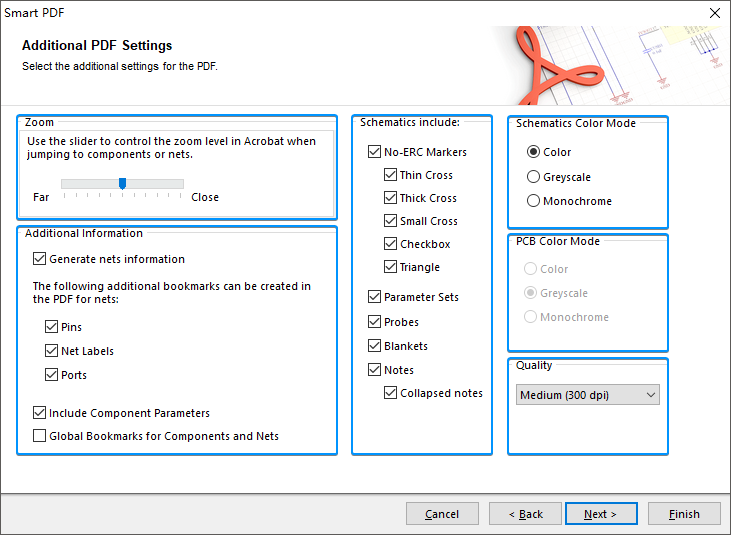 Smart PDF
Additional PDF Settings
Select the additional settings for the PDF.
Zoom
Use the slider to control the zoom level in Acrobat when
jumping to components or nets.
Far
Close
Additional Information
Generate nets information
The following additional bookmarks can be created in
the PDF for nets:
Pins
Net Labels
Ports
Include Component Parameters
Global Bookmarks for Components and Nets
Schematics include:
No-ERC Markers
Thin Cross
Thick Cross
Small Cross
Checkbox
Triangle
Parameter Sets
Probes
Blankets
Notes
Collapsed notes
Schematics Color Mode
Color
Greyscale
Monochrome
PCB Color Mode
Color
Greyscale
Monochrome
Quality
Medium (300 dpi)
Cancel
< Back
Next >
Finish